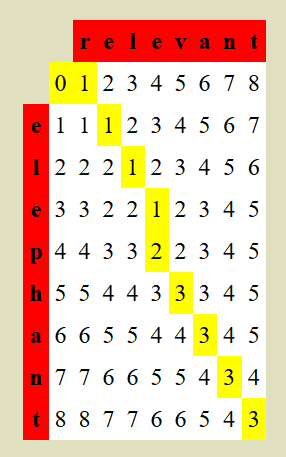 r e l e v a n t
0 1 2 3 4 5 6 7 8
e 1 1 1 2 3 4 5 6 7
l 2 2 2 1 2 3 4 5 6
e 3 3 2 2 1 2 3 4 5
p 4 4 3 3 2 2 3 4 5
h 5 5 4 4 3 3 3 4 5
a 6 6 5 5 4 4 3 4 5
n 7 7 6 6 5 5 4 3 4
t 8 8 7 7 6 6 5 4 3